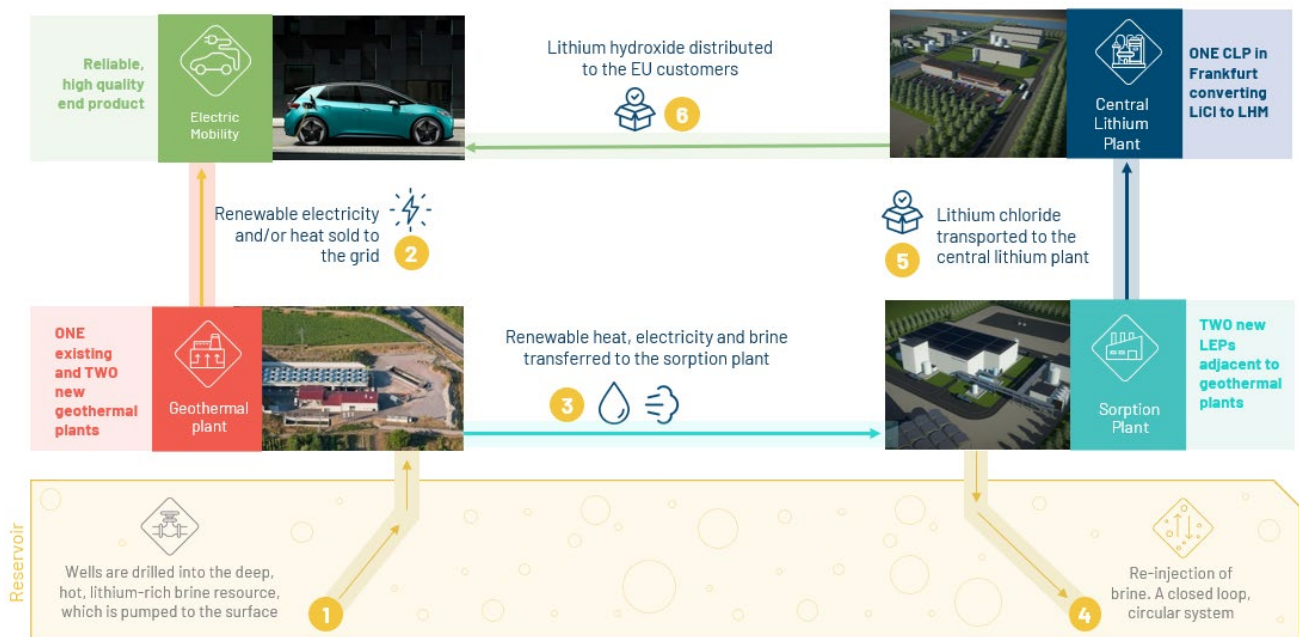 Reliable,
high quality
end product
Electric
Mobility
Lithium hydroxide distributed
to the EU customers
6
Central
Lithium
Plant
ONE CLP in
Frankfurt
converting
LiCl to LHM
Renewable electricity
and/or heat sold to
the grid
2
5
Lithium chloride
transported to the
central lithium plant
ONE
existing
and TWO
new
geothermal
plants
Geothermal
plant
Renewable heat, electricity and brine
transferred to the sorption plant
3
Sorption
Plant
TWO new
LEPs
adjacent to
geothermal
plants
Reservoir
Wells are drilled into the deep,
hot, lithium-rich brine resource,
which is pumped to the surface
1
4
Re-injection of
brine. A closed loop,
circular system